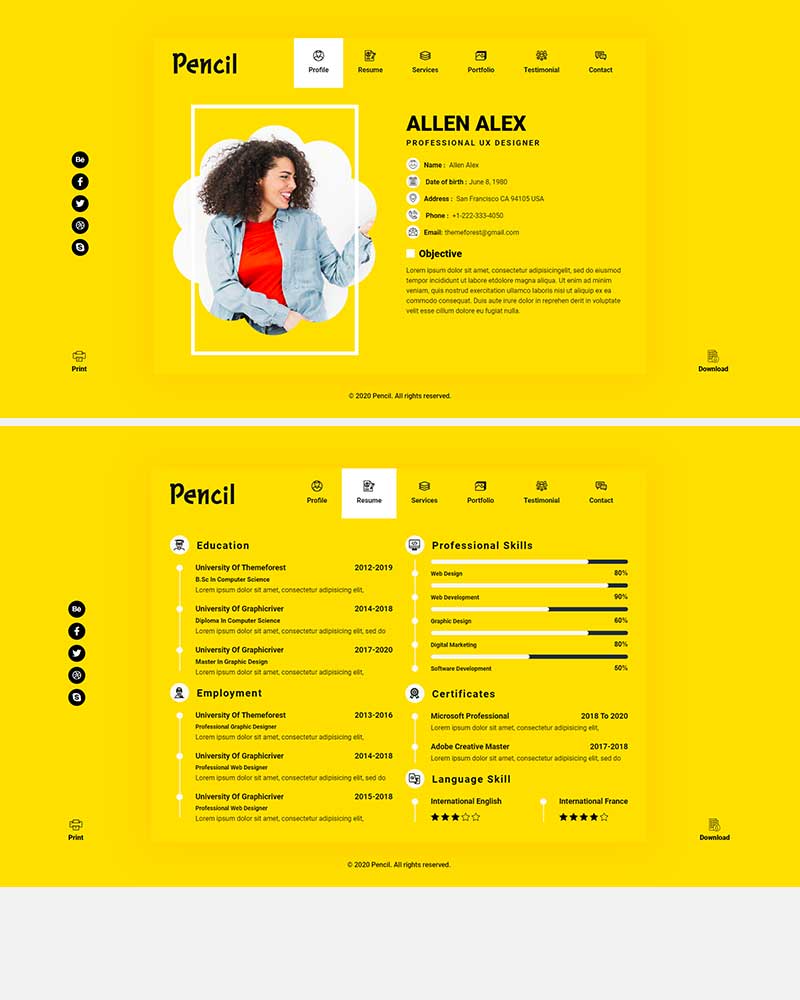 Pencil
Profile
Resume
Services
Portfolio
Testimonial
Contact
ALLEN ALEX
PROFESSIONAL UX DESIGNER
Name : Allen Alex
Date of birth : June 8, 1980
Address : San Francisco CA 94105 USA
Phone : +1-222-333-4050
Email: themeforest@gmail.com
Objective
Lorem ipsum dolor sit amet, consectetur adipisicingelit, sed do eiusmod
tempor incididunt ut labore etdolore magna aliqua. Ut enim ad minim
veniam, quis nostrud exercitation ullamco laboris nisi ut aliquip ex ea
commodo consequat. Duis aute irure dolor in reprehen derit in voluptate
velit esse cillum dolore eu fugiat nulla.
Bē
Print
Download
© 2020 Pencil. All rights reserved.
Pencil
Profile
Resume
Services
Portfolio
Testimonial
Contact
Education
University Of Themeforest 2012-2019
B.Sc In Computer Science
Lorem ipsum dolor sit amet, consectetur adipisicing elit,
University Of Graphicriver 2014-2018
Diploma In Computer Science
Lorem ipsum dolor sit amet, consectetur adipisicing elit, sed do
University Of Graphicriver 2017-2020
Master In Graphic Design
Lorem ipsum dolor sit amet, consectetur adipisicing elit,
Employment
University Of Themeforest 2013-2016
Professional Graphic Designer
Lorem ipsum dolor sit amet, consectetur adipisicing elit,
University Of Graphicriver 2014-2018
Professional Web Designer
Lorem ipsum dolor sit amet, consectetur adipisicing elit, sed do
University Of Graphicriver 2015-2018
Professional Web Designer
Lorem ipsum dolor sit amet, consectetur adipisicing elit,
Professional Skills
Web Design 80%
Web Development 90%
Graphic Design 60%
Digital Marketing 80%
Software Development 50%
Certificates
Microsoft Professional 2018 To 2020
Lorem ipsum dolor sit amet, consectetur adipisicing elit,
Adobe Creative Master 2017-2018
Lorem ipsum dolor sit amet, consectetur adipisicing elit, sed do
Language Skill
International English
International France
Bē
Print
Download
© 2020 Pencil. All rights reserved.